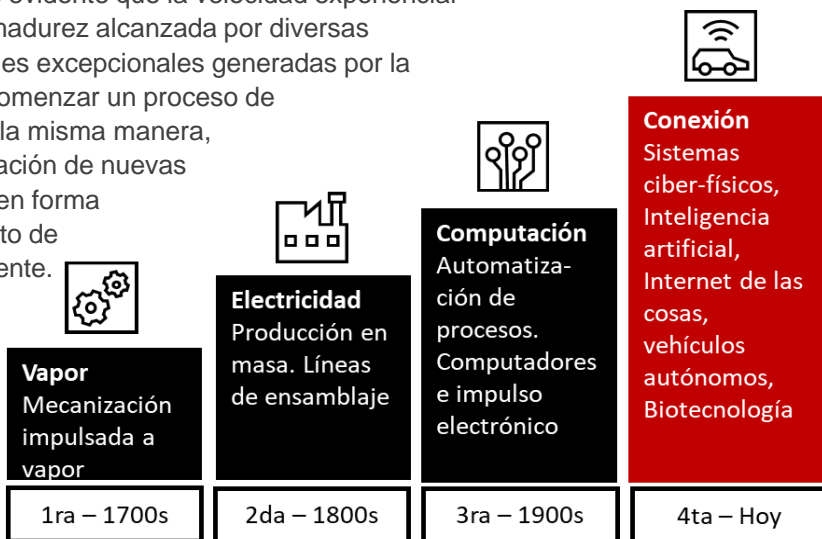 evidente que la velocidad experiencial
madurez alcanzada por diversas
es excepcionales generadas por la
omenzar un proceso de
la misma manera,
ación de nuevas
en forma
to de
ente.
Vapor
Mecanización
impulsada a
vapor
1ra – 1700s
Electricidad
Producción en
masa. Líneas
de ensamblaje
2da – 1800s
Computación
Automatiza-
ción de
procesos.
Computadores
e impulso
electrónico
3ra – 1900s
Conexión
Sistemas
ciber-físicos,
Inteligencia
artificial,
Internet de las
cosas,
vehículos
autónomos,
Biotecnología
4ta – Hoy